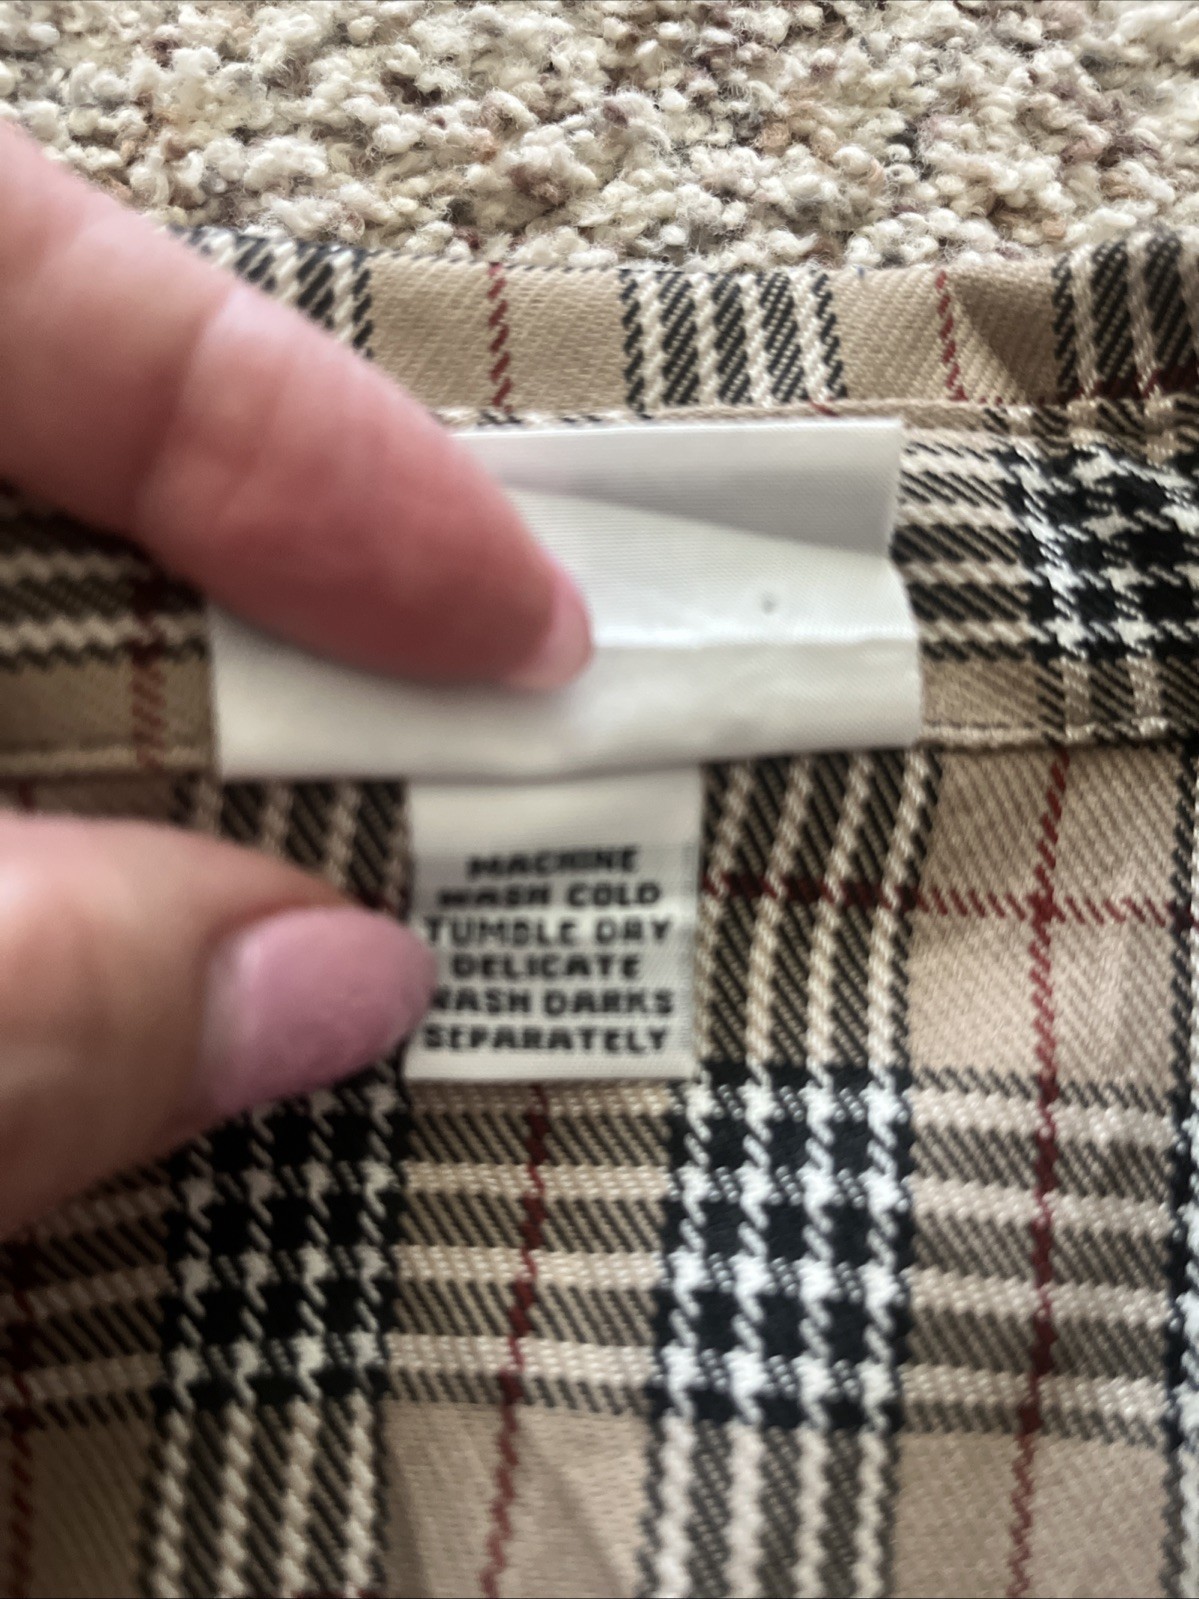 MACHINE
WASH COLD
TUMBLE DRY
DELICATE
WASH DARKS
SEPARATELY